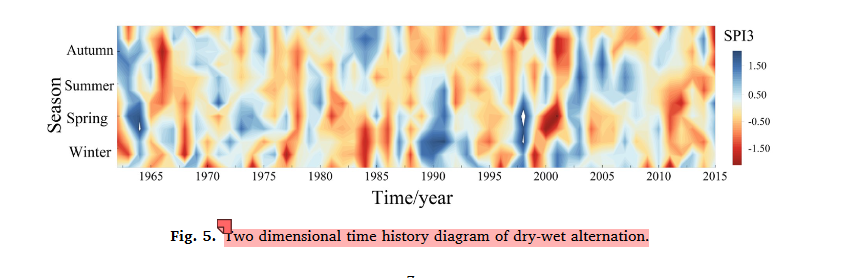 SPI3
Autumn
Summer
Spring
Winter
Season
1.50
0.50
-0.50
-1.50
1965 1970 1975 1980 1985 1990 1995 2000 2005 2010 2015
Time/year
Fig. 5. Two dimensional time history diagram of dry-wet alternation.